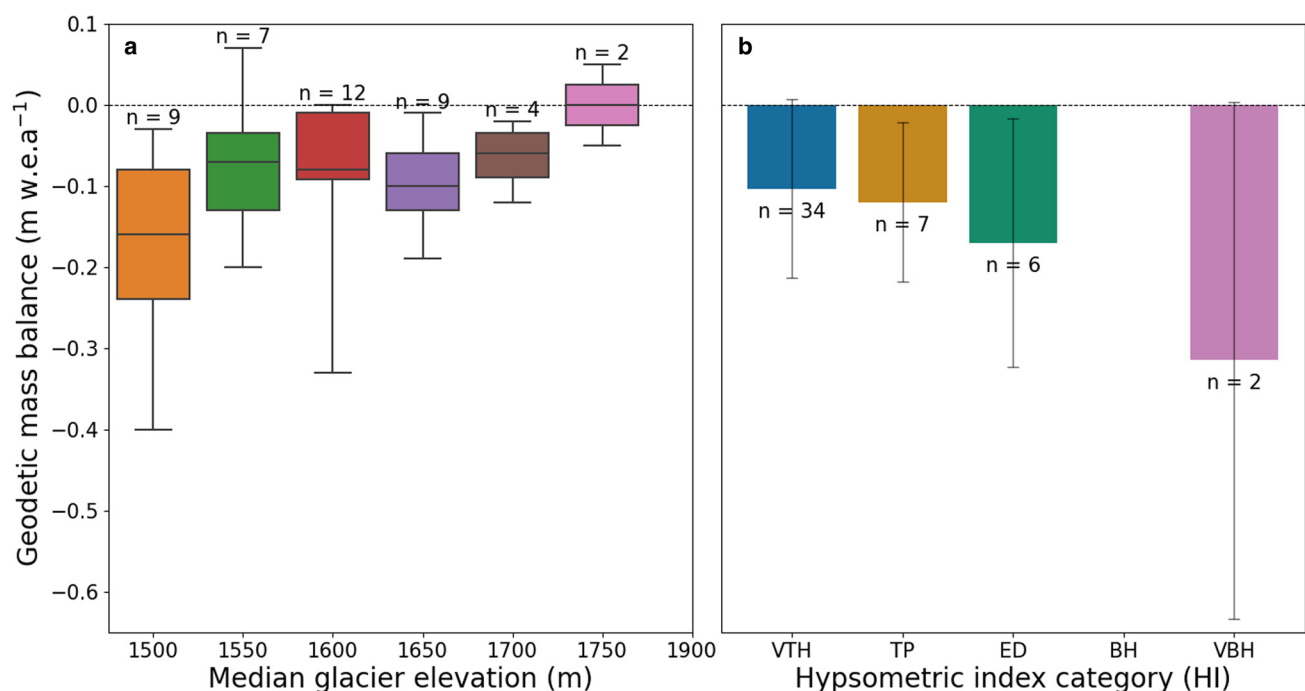 a
b
Geodetic mass balance (m w.e.a⁻¹)
0.1
0.0
−0.1
−0.2
−0.3
−0.4
−0.5
−0.6
n = 9
n = 7
n = 12
n = 9
n = 4
n = 2
n = 34
n = 7
n = 6
n = 2
1500 1550 1600 1650 1700 1750 1900
Median glacier elevation (m)
VTH TP ED BH VBH
Hypsometric index category (HI)